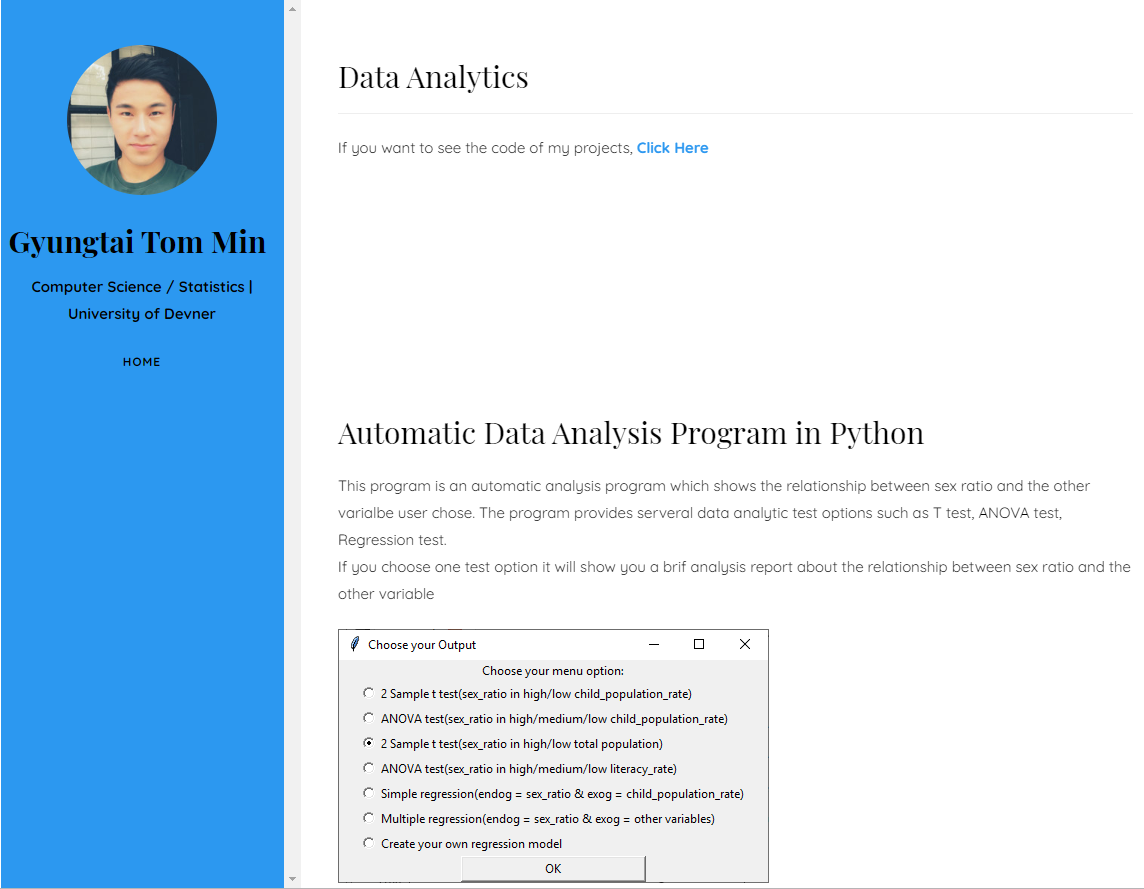 Gyungtai Tom Min
Computer Science / Statistics |
University of Devner
HOME
Data Analytics
If you want to see the code of my projects, Click Here
Automatic Data Analysis Program in Python
This program is an automatic analysis program which shows the relationship between sex ratio and the other
varialbe user chose. The program provides serveral data analytic test options such as T test, ANOVA test,
Regression test.
If you choose one test option it will show you a brif analysis report about the relationship between sex ratio and the
other variable
Choose your Output
Choose your menu option:
2 Sample t test(sex_ratio in high/low child_population_rate)
ANOVA test(sex_ratio in high/medium/low child_population_rate)
2 Sample t test(sex_ratio in high/low total population)
ANOVA test(sex_ratio in high/medium/low literacy_rate)
Simple regression(endog = sex_ratio & exog = child_population_rate)
Multiple regression(endog = sex_ratio & exog = other variables)
Create your own regression model
OK